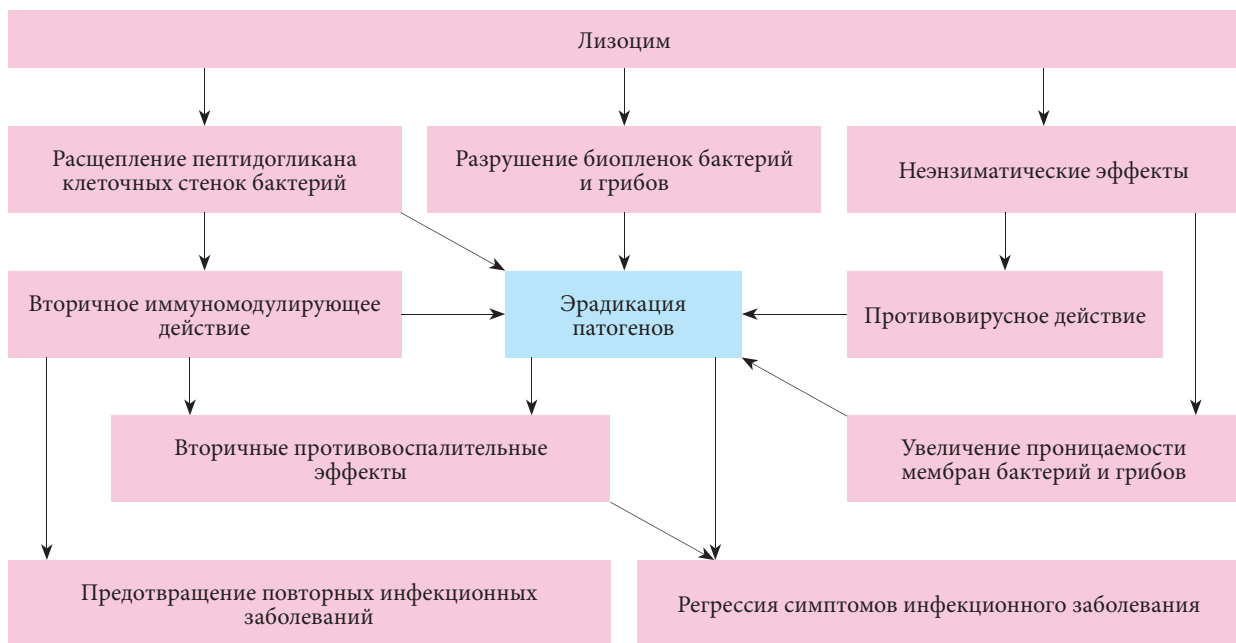 Лизоцим
Расщепление пептидогликана
клеточных стенок бактерий
Разрушение биопленок бактерий
и грибов
Неэнзиматические эффекты
Вторичное иммуномодулирующее
действие
Эрадикация
патогенов
Противовирусное действие
Вторичные противовоспалительные
эффекты
Увеличение проницаемости
мембран бактерий и грибов
Предотвращение повторных инфекционных
заболеваний
Регрессия симптомов инфекционного заболевания